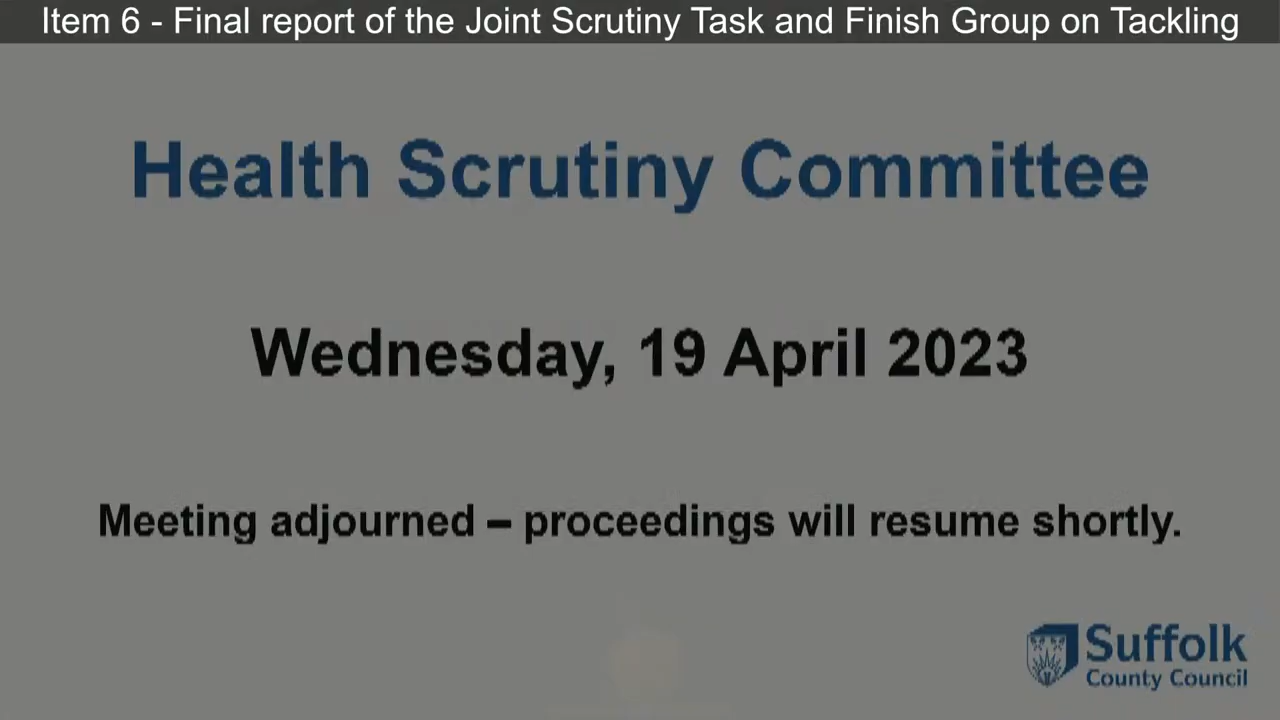 Item 6 - Final report of the Joint Scrutiny Task and Finish Group on Tackling
Health Scrutiny Committee
Wednesday, 19 April 2023
Meeting adjourned – proceedings will resume shortly.
Suffolk
County Council